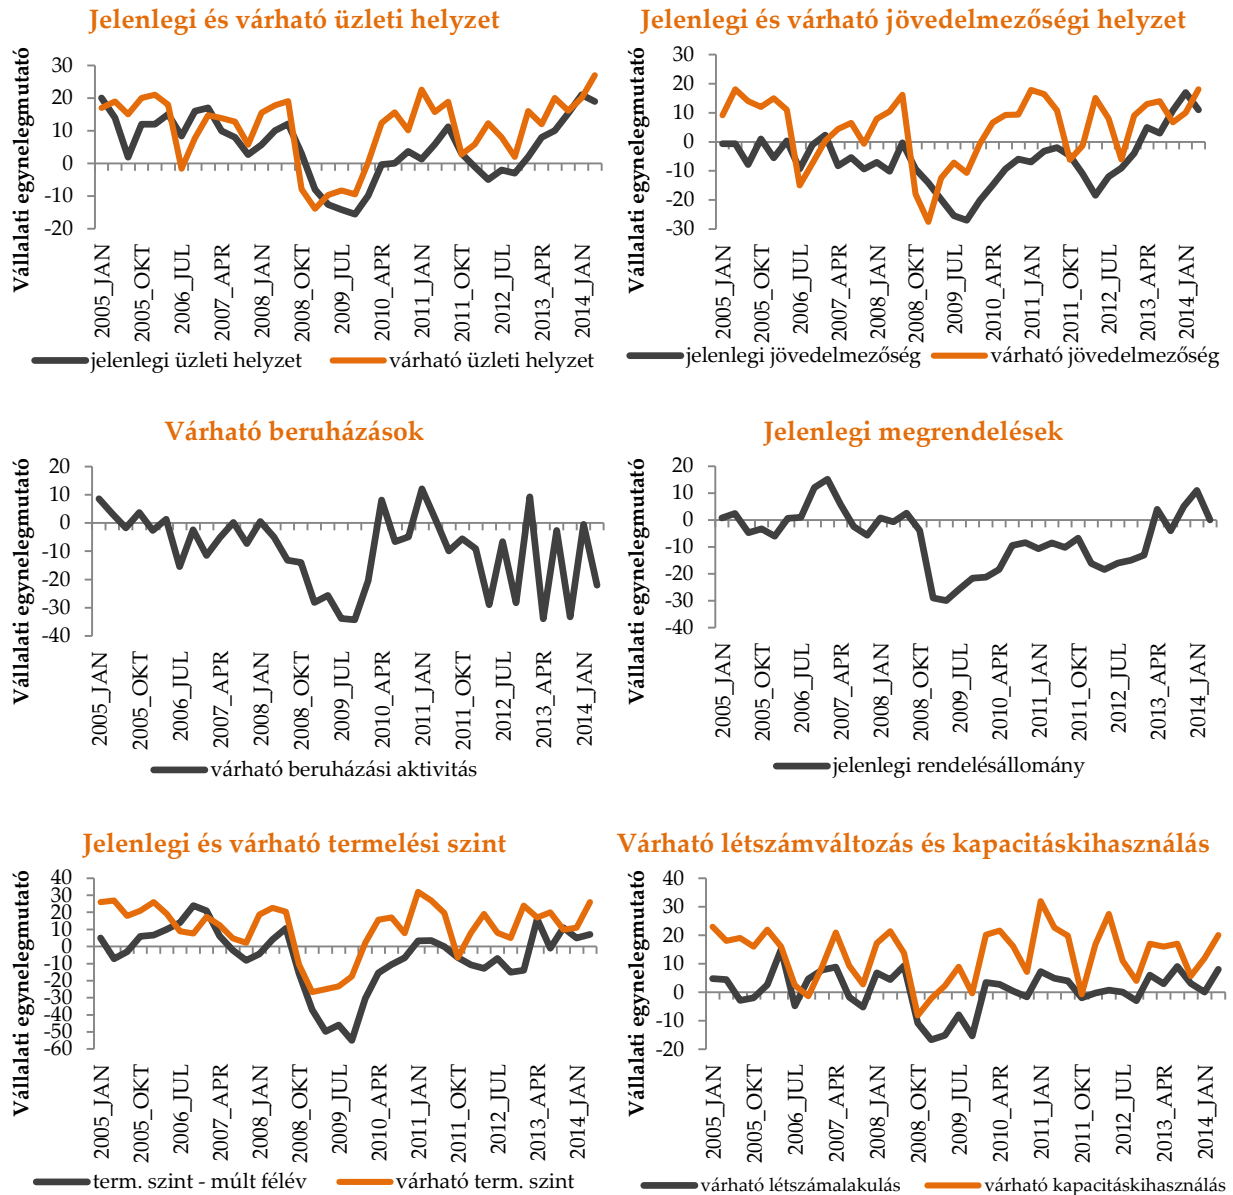 Jelenlegi és várható üzleti helyzet
Vállalati egynelegmutató
30
20
10
0
-10
-20
2005_JAN
2005_OKT
2006_JUL
2007_APR
2008_JAN
2008_OKT
2009_JUL
2010_APR
2011_JAN
2011_OKT
2012_JUL
2013_APR
2014_JAN
jelenlegi üzleti helyzet
várható üzleti helyzet
Jelenlegi és várható jövedelmezőségi helyzet
Vállalati egynelegmutató
30
20
10
0
-10
-20
-30
2005_JAN
2005_OKT
2006_JUL
2007_APR
2008_JAN
2008_OKT
2009_JUL
2010_APR
2011_JAN
2011_OKT
2012_JUL
2013_APR
2014_JAN
jelenlegi jövedelmezőség
várható jövedelmezőség
Várható beruházások
Vállalati egynelegmutató
20
10
0
-10
-20
-30
-40
2005_JAN
2005_OKT
2006_JUL
2007_APR
2008_JAN
2008_OKT
2009_JUL
2010_APR
2011_JAN
2011_OKT
2012_JUL
2013_APR
2014_JAN
várható beruházási aktivitás
Jelenlegi megrendelések
Vállalati egynelegmutató
20
10
0
-10
-20
-30
-40
2005_JAN
2005_OKT
2006_JUL
2007_APR
2008_JAN
2008_OKT
2009_JUL
2010_APR
2011_JAN
2011_OKT
2012_JUL
2013_APR
2014_JAN
jelenlegi rendelésállomány
Jelenlegi és várható termelési szint
Vállalati egynelegmutató
40
30
20
10
0
-10
-20
-30
-40
-50
-60
2005_JAN
2005_OKT
2006_JUL
2007_APR
2008_JAN
2008_OKT
2009_JUL
2010_APR
2011_JAN
2011_OKT
2012_JUL
2013_APR
2014_JAN
term. szint - múlt félév
várható term. szint
Várható létszámváltozás és kapacitáskihasználás
Vállalati egynelegmutató
40
30
20
10
0
-10
-20
2005_JAN
2005_OKT
2006_JUL
2007_APR
2008_JAN
2008_OKT
2009_JUL
2010_APR
2011_JAN
2011_OKT
2012_JUL
2013_APR
2014_JAN
várható létszámalakulás
várható kapacitáskihasználás